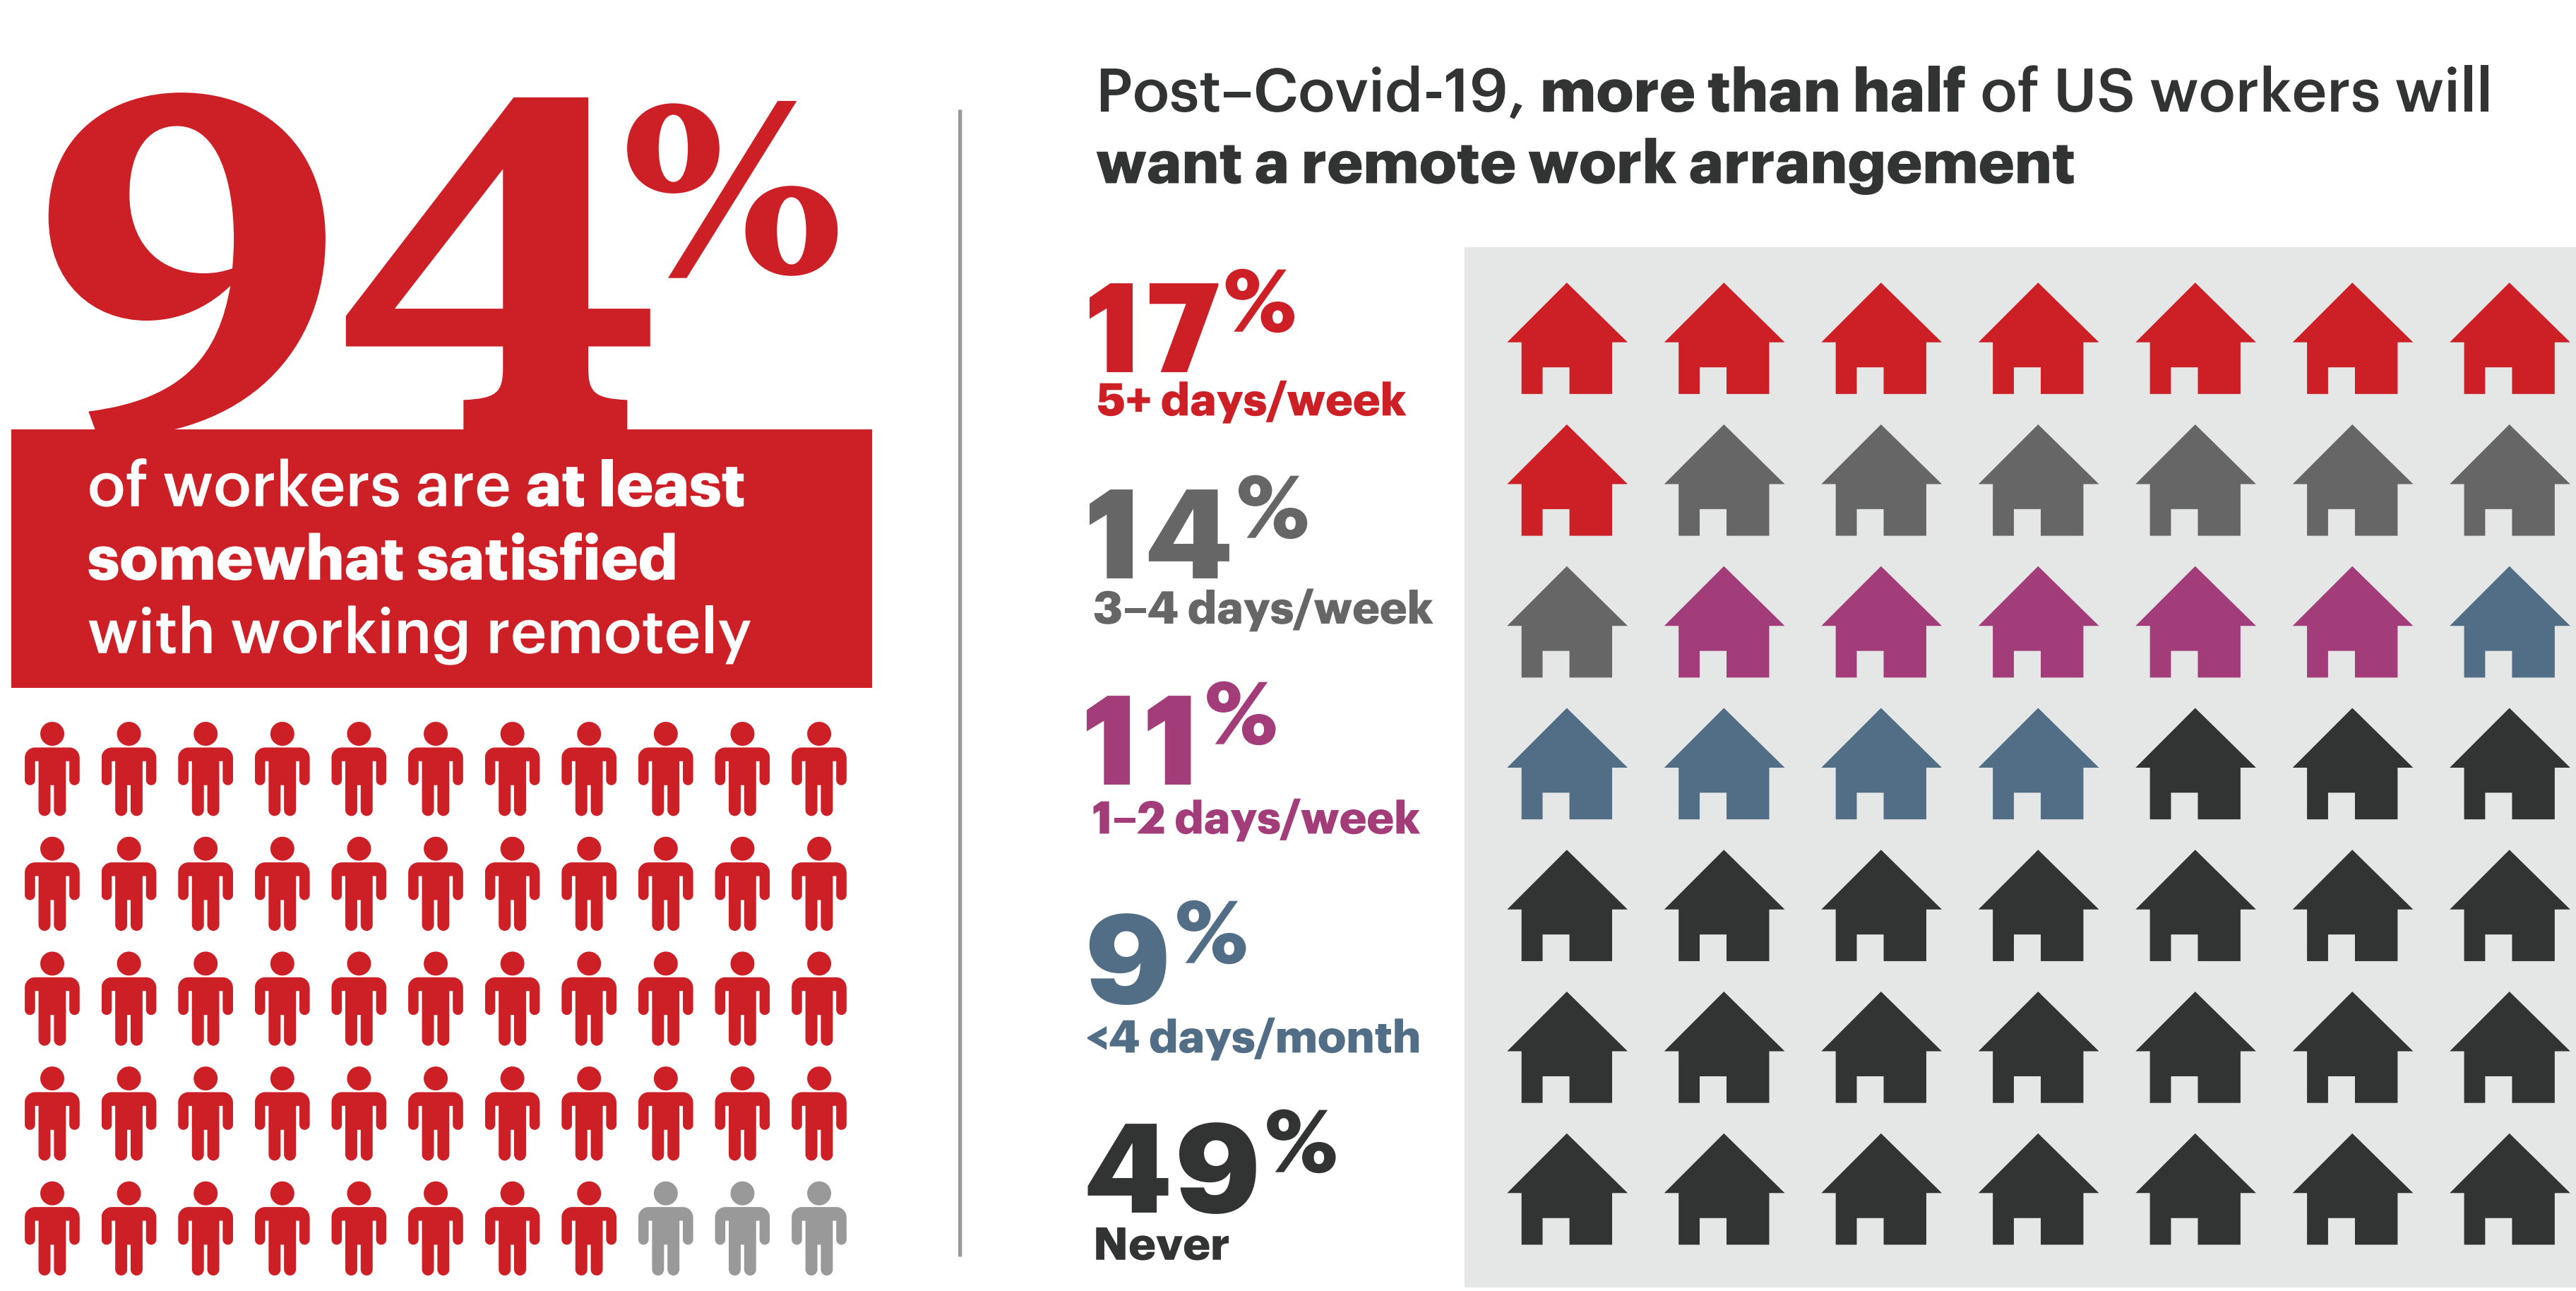 94%
of workers are at least
somewhat satisfied
with working remotely
Post–Covid-19, more than half of US workers will
want a remote work arrangement
17%
5+ days/week
14%
3–4 days/week
11%
1–2 days/week
9%
<4 days/month
49%
Never